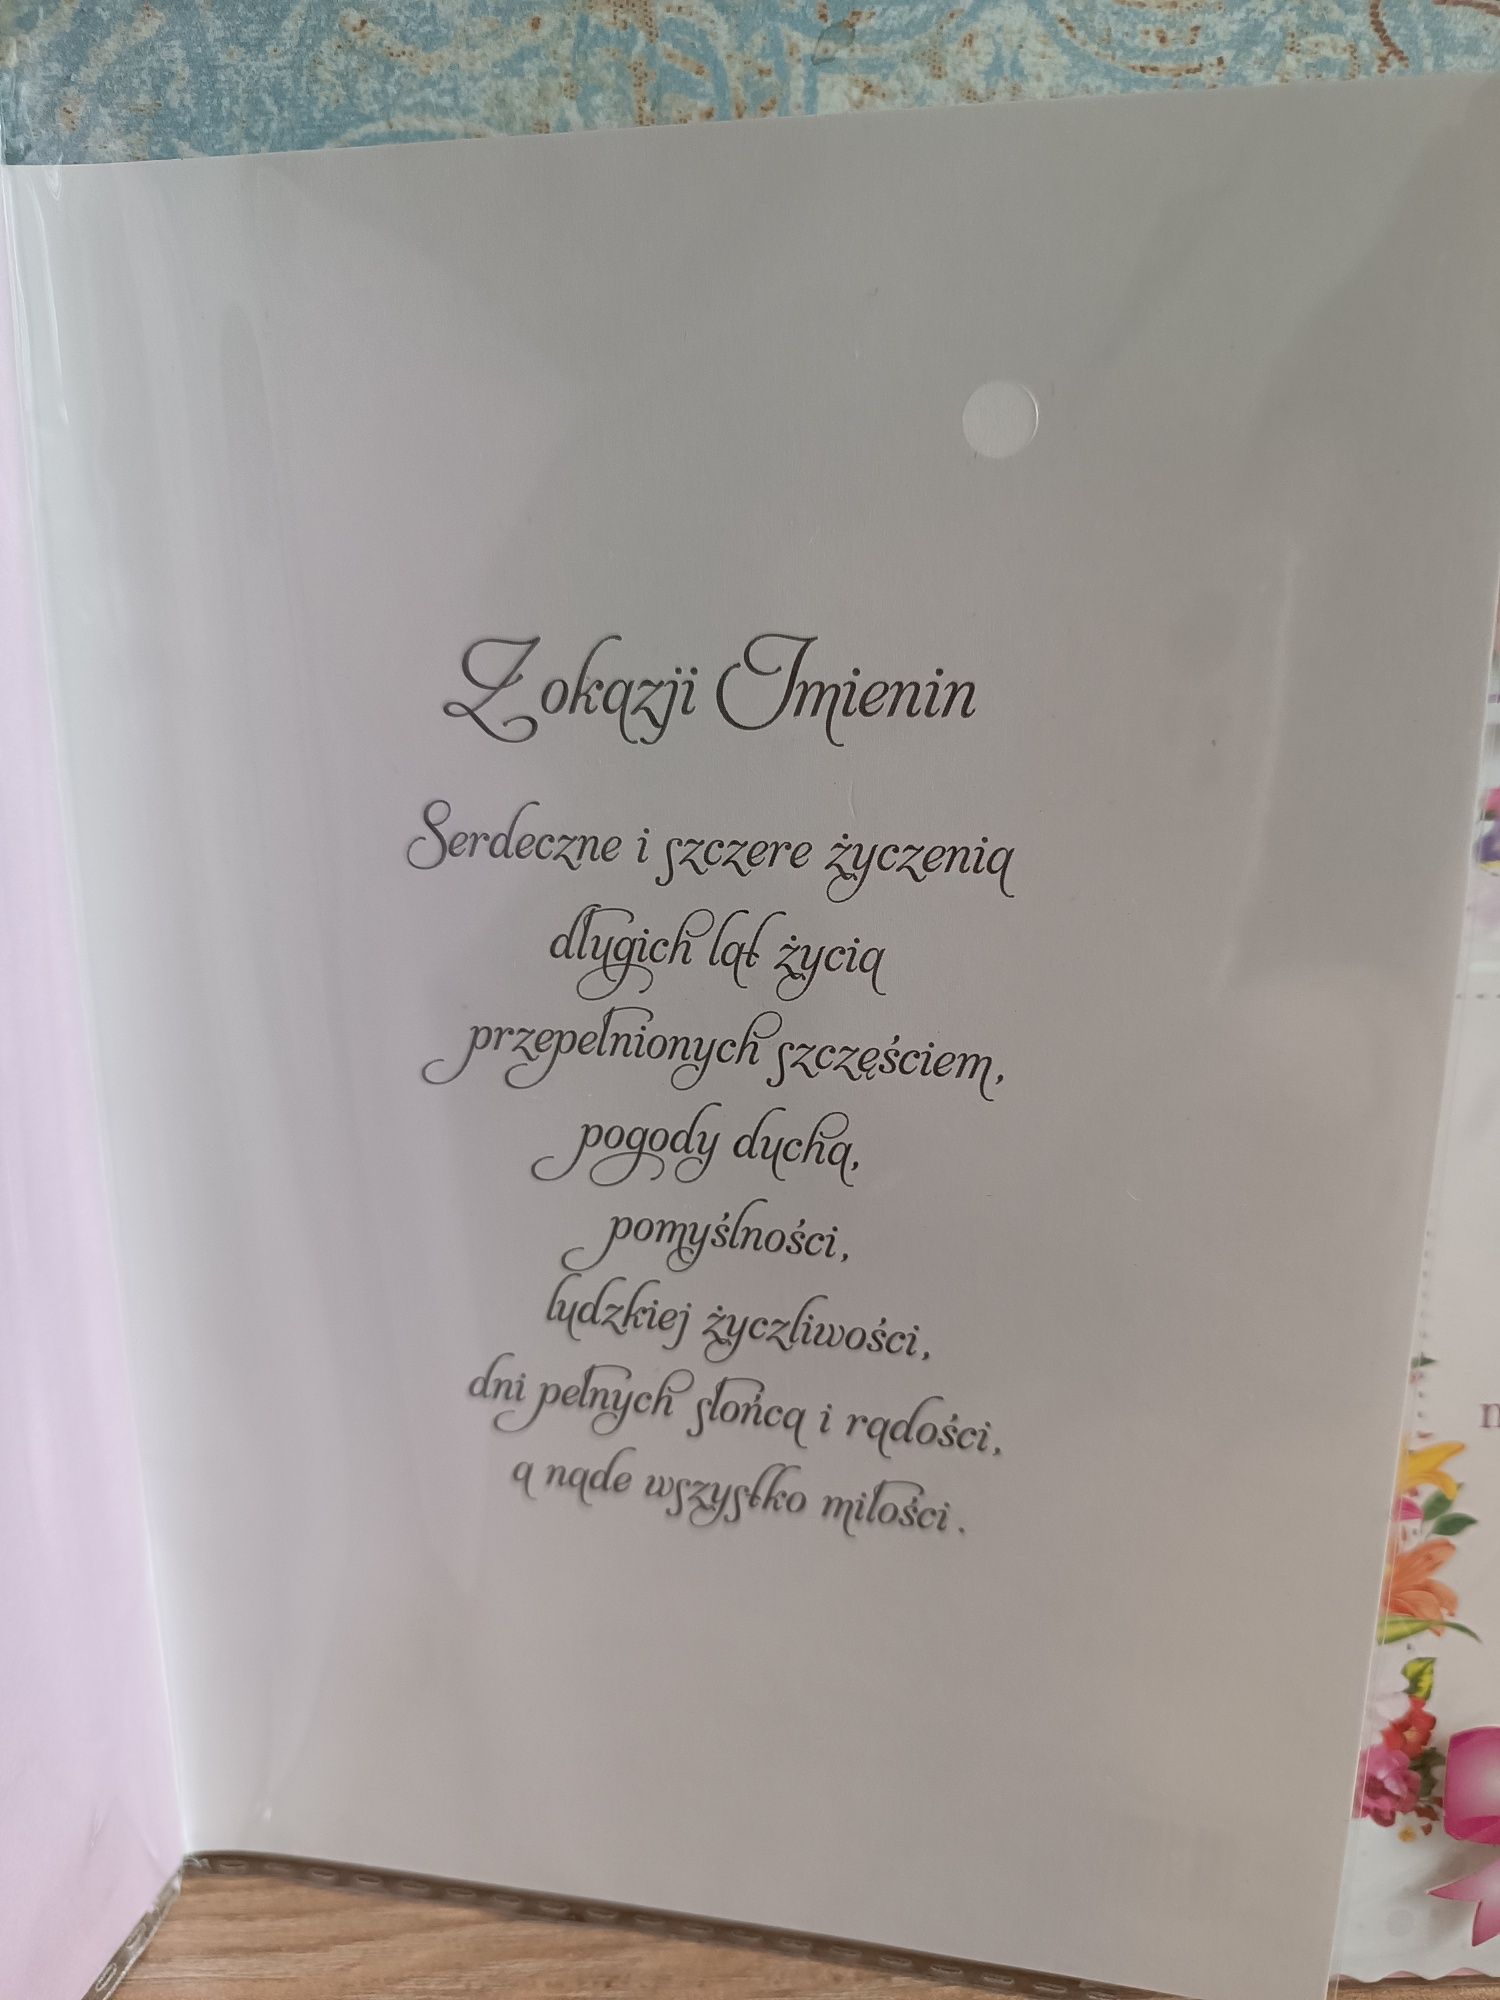 Z okazji Imienin
Serdeczne i szczere życzenia
długich lat życia
przepełnionych szczęściem,
pogody ducha,
pomyślności,
ludzkiej życzliwości,
dni pełnych słońca i radości,
a nade wszystko miłości.